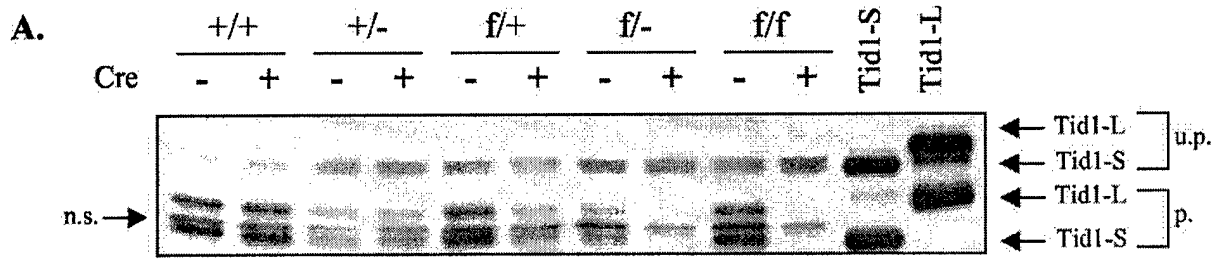 A.
+/+ +/- f/+ f/- f/f Tid1-S Tid1-L
Cre - + - + - + - + - +
Tid1-L
Tid1-S
u.p.
n.s.
Tid1-L
Tid1-S
p.